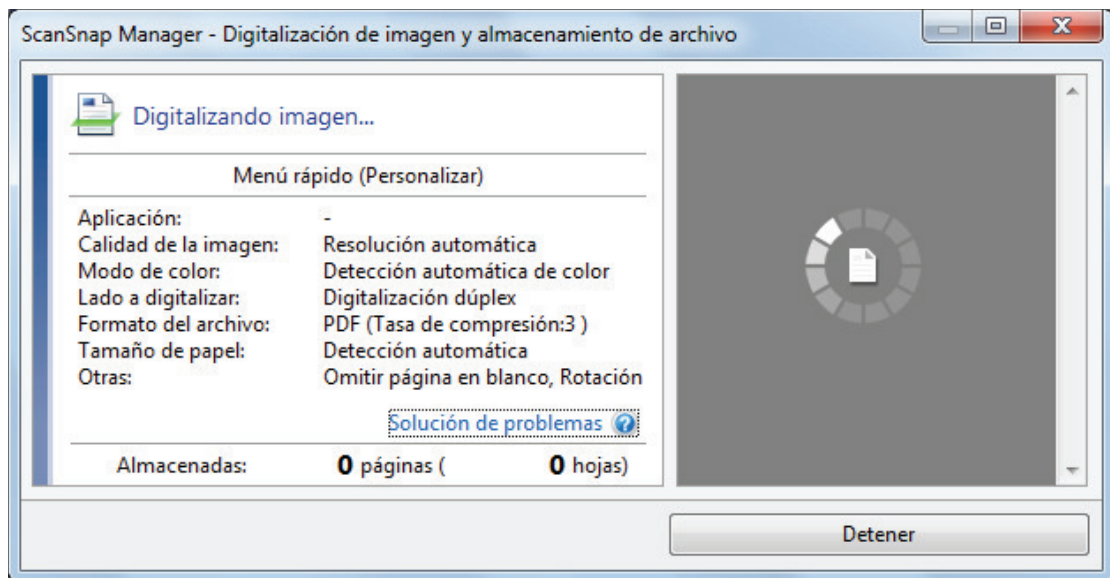 ScanSnap Manager - Digitalización de imagen y almacenamiento de archivo
Digitalizando imagen...
Menú rápido (Personalizar)
Aplicación: -
Calidad de la imagen: Resolución automática
Modo de color: Detección automática de color
Lado a digitalizar: Digitalización dúplex
Formato del archivo: PDF (Tasa de compresión:3 )
Tamaño de papel: Detección automática
Otras: Omitir página en blanco, Rotación
Solución de problemas ?
Almacenadas: 0 páginas ( 0 hojas)
Detener